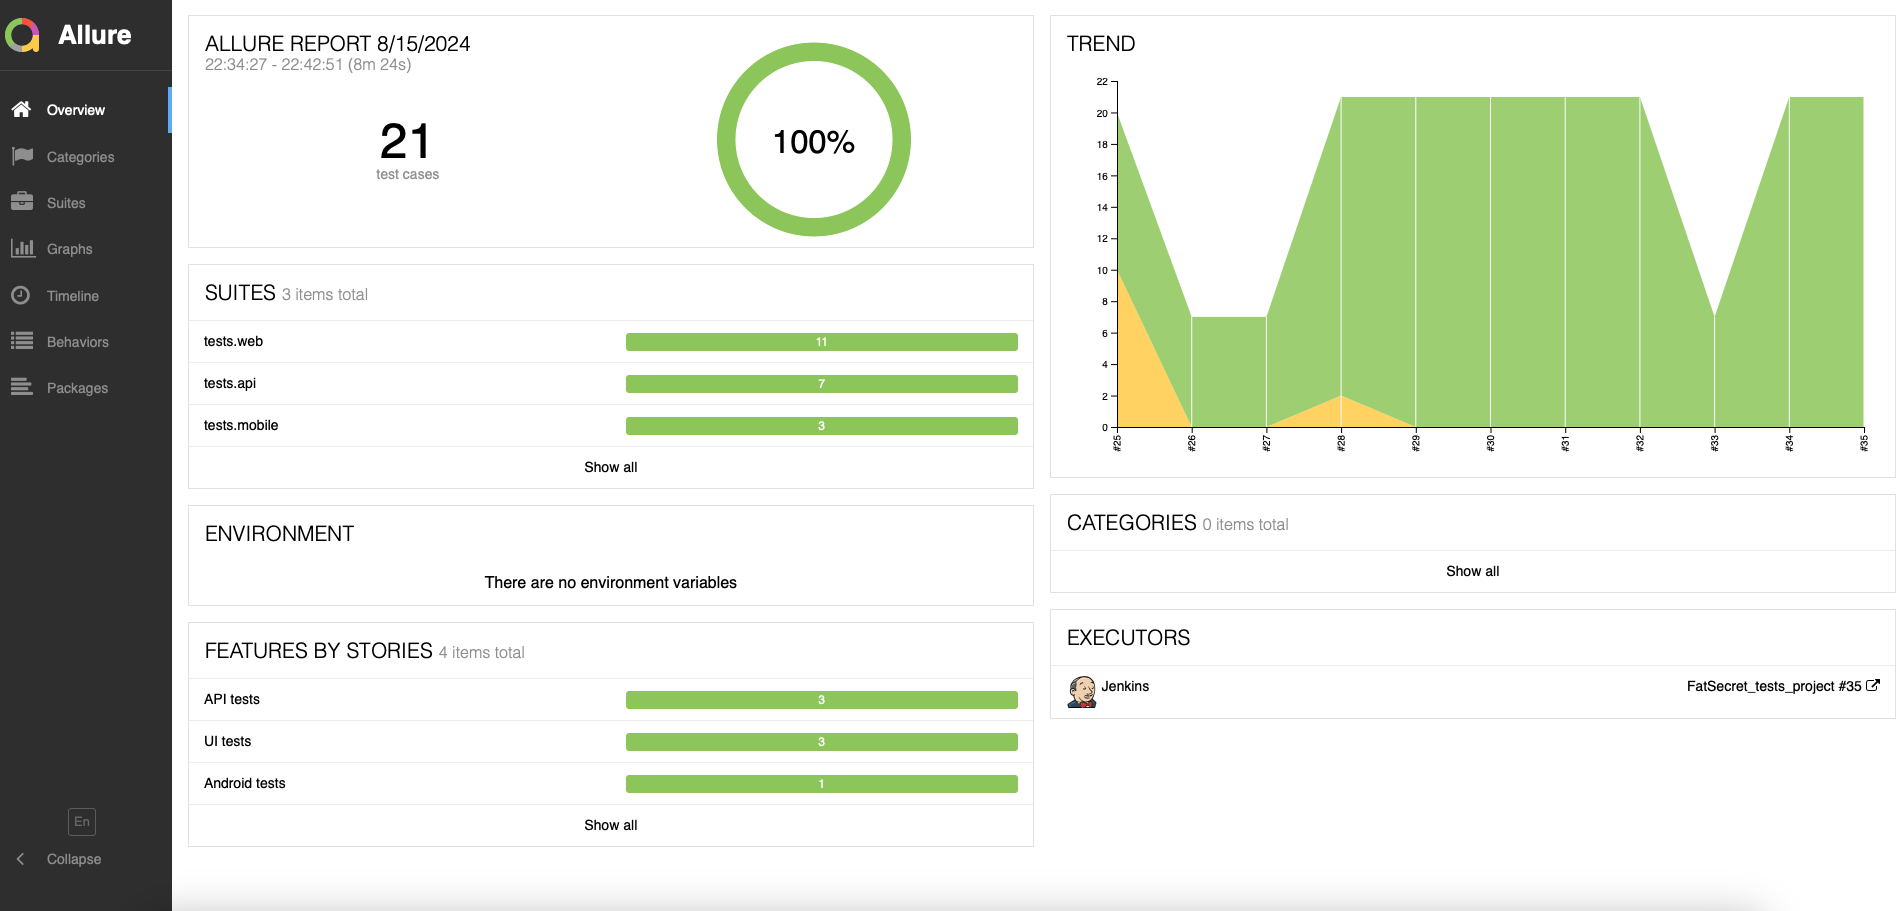 Allure
Overview
Categories
Suites
Graphs
Timeline
Behaviors
Packages
En
Collapse
ALLURE REPORT 8/15/2024
22:34:27 - 22:42:51 (8m 24s)
21
test cases
100%
SUITES 3 items total
tests.web 11
tests.api 7
tests.mobile 3
Show all
ENVIRONMENT
There are no environment variables
FEATURES BY STORIES 4 items total
API tests 3
UI tests 3
Android tests 1
Show all
TREND
22
20
18
16
14
12
10
8
6
4
2
0
#25 #26 #27 #28 #29 #30 #31 #32 #33 #34 #35
CATEGORIES 0 items total
Show all
EXECUTORS
Jenkins FatSecret_tests_project #35